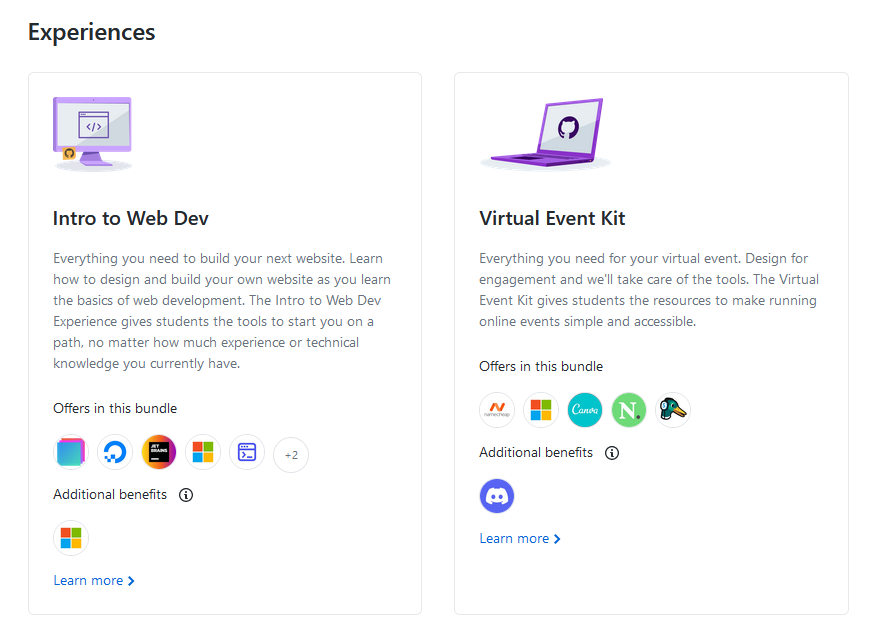 Experiences
</>
Intro to Web Dev
Everything you need to build your next website. Learn
how to design and build your own website as you learn
the basics of web development. The Intro to Web Dev
Experience gives students the tools to start you on a
path, no matter how much experience or technical
knowledge you currently have.
Offers in this bundle
JET
BRAINS
+2
Additional benefits
Learn more
Virtual Event Kit
Everything you need for your virtual event. Design for
engagement and we'll take care of the tools. The Virtual
Event Kit gives students the resources to make running
online events simple and accessible.
Offers in this bundle
namecheap
Canva
N.
Additional benefits
Learn more